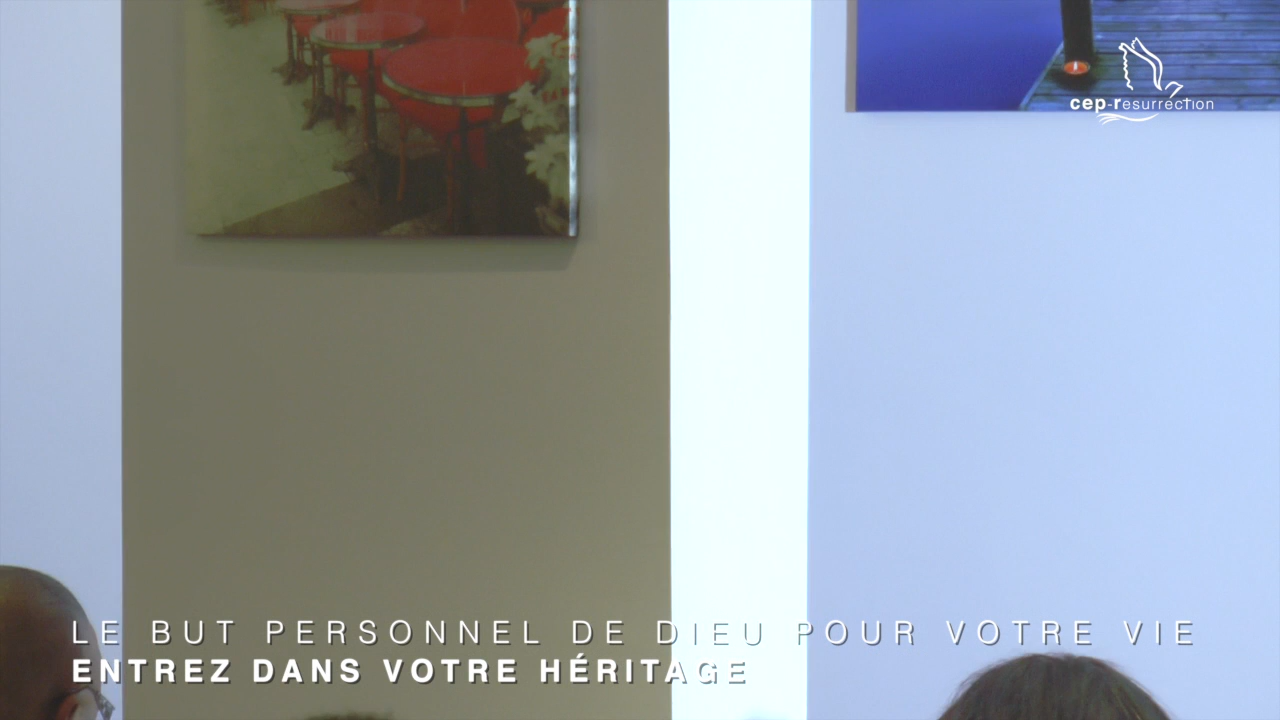 cep-resurrection
LE BUT PERSONNEL DE DIEU POUR VOTRE VIE
ENTREZ DANS VOTRE HÉRITAGE